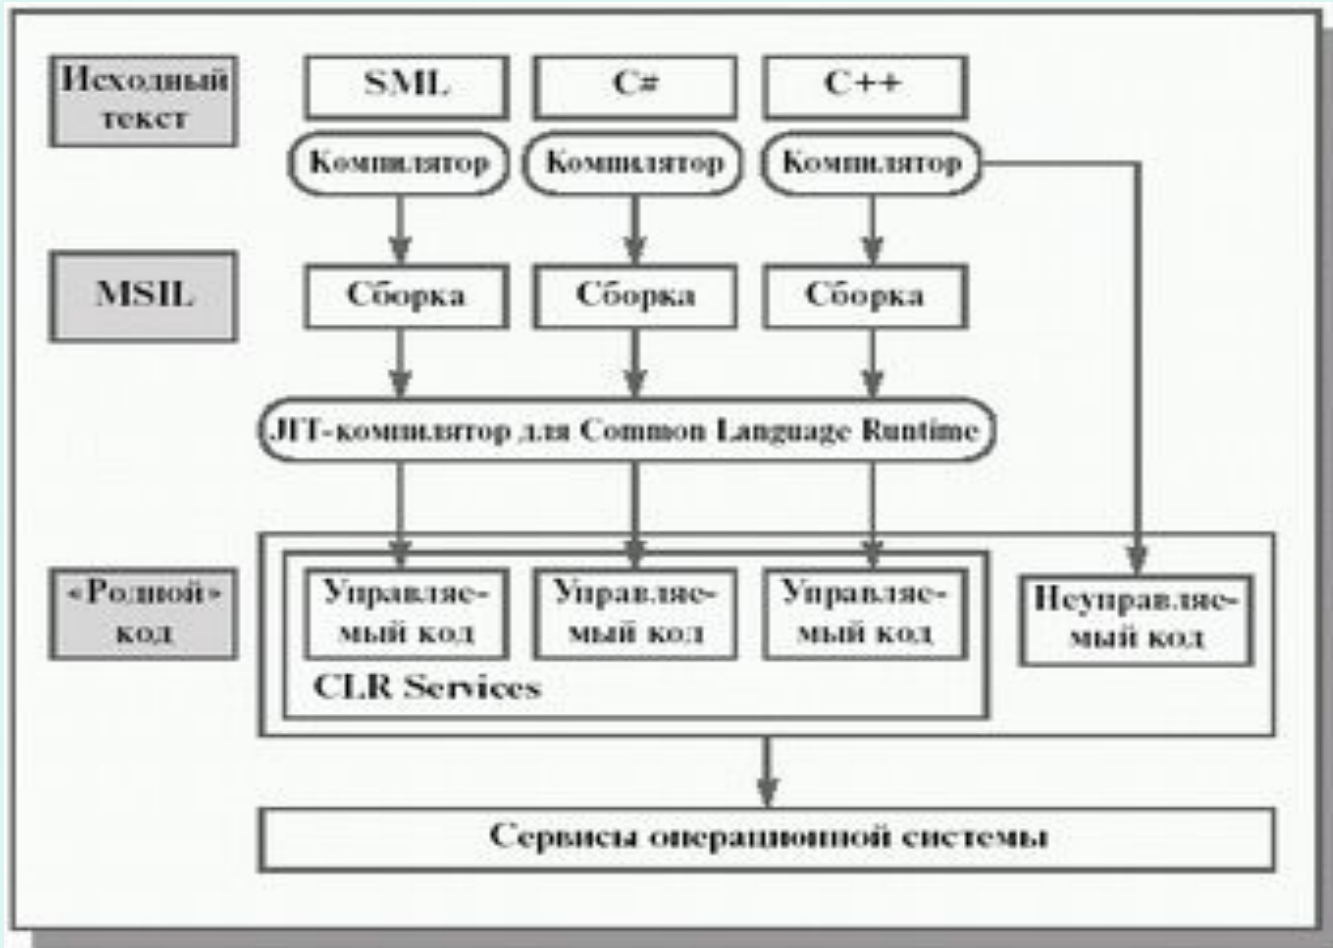 Исходный
текст
SML
C#
C++
Компилятор
Компилятор
Компилятор
MSIL
Сборка
Сборка
Сборка
JIT-компилятор для Common Language Runtime
«Родной»
код
Управляе-
мый код
Управляе-
мый код
Управляе-
мый код
Неуправляе-
мый код
CLR Services
Сервисы операционной системы